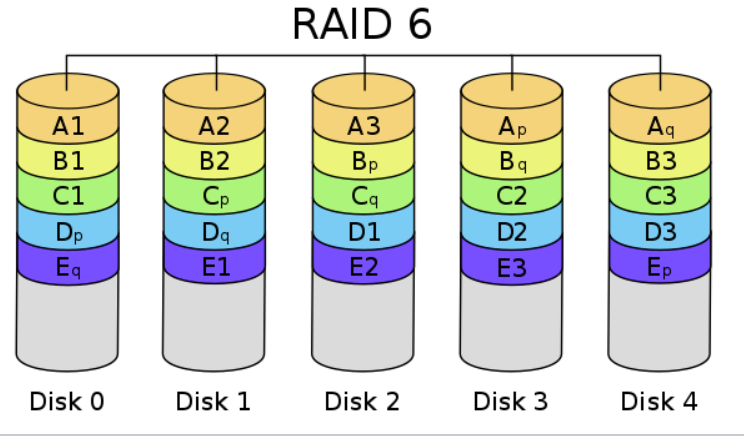 RAID 6
A1 A2 A3 Ap Aq
B1 B2 Bp Bq B3
C1 Cp Cq C2 C3
Dp Dq D1 D2 D3
Eq E1 E2 E3 Ep
Disk 0 Disk 1 Disk 2 Disk 3 Disk 4